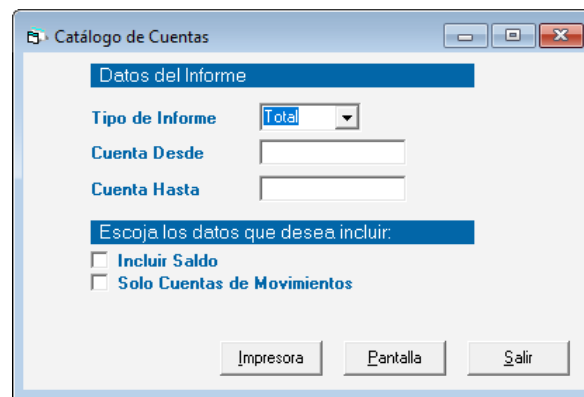 Catálogo de Cuentas
Datos del Informe
Tipo de Informe Total
Cuenta Desde
Cuenta Hasta
Escoja los datos que desea incluir:
Incluir Saldo
Solo Cuentas de Movimientos
Impresora Pantalla Salir